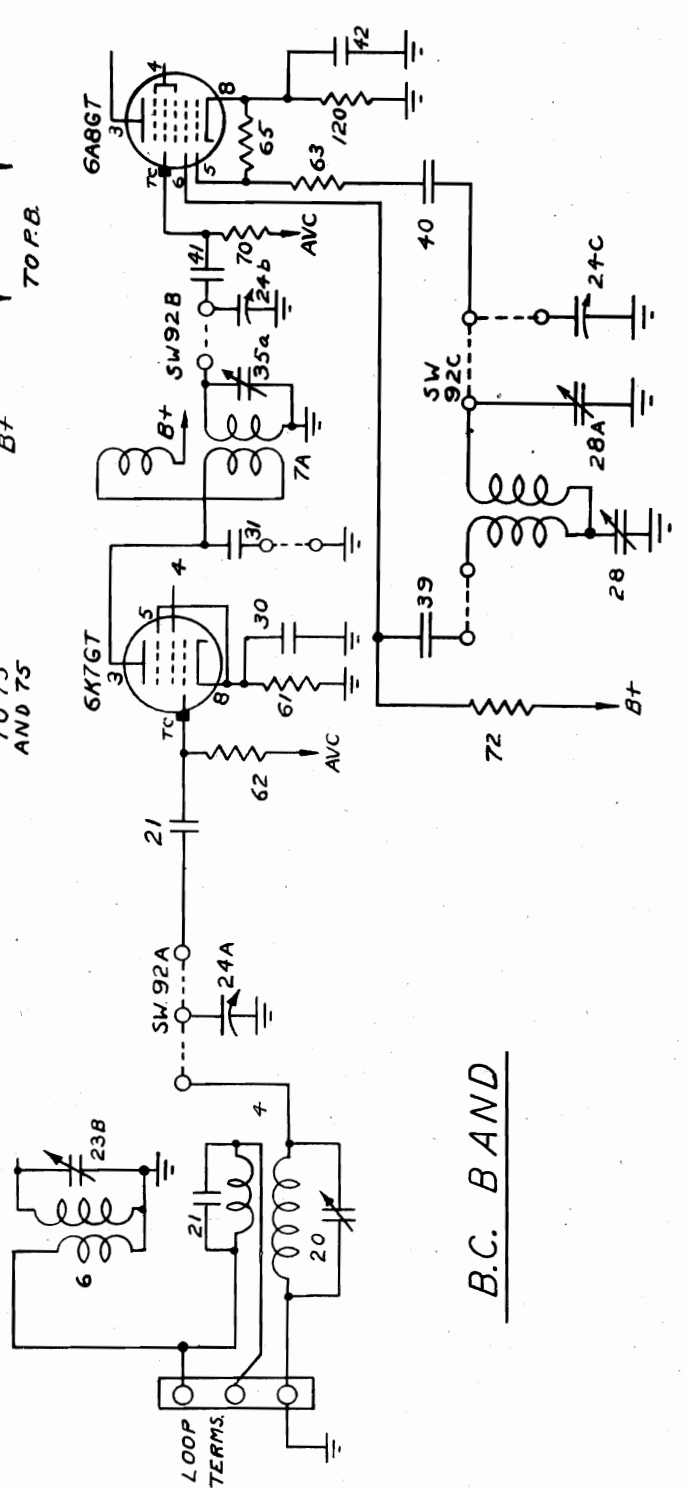 AND 75
B+
TO P.B.
6
23B
LOOP
TERMS.
21
4
20
SW. 92A
24A
21
62
AVC
6K7GT
3
5
4
TC
8
61
30
31
B+
7A
35a
SW92B
24b
41
70
AVC
6A8GT
3
4
TC
6
5
8
65
63
120
42
40
39
72
B+
SW
92C
28
28A
24C
B.C. BAND